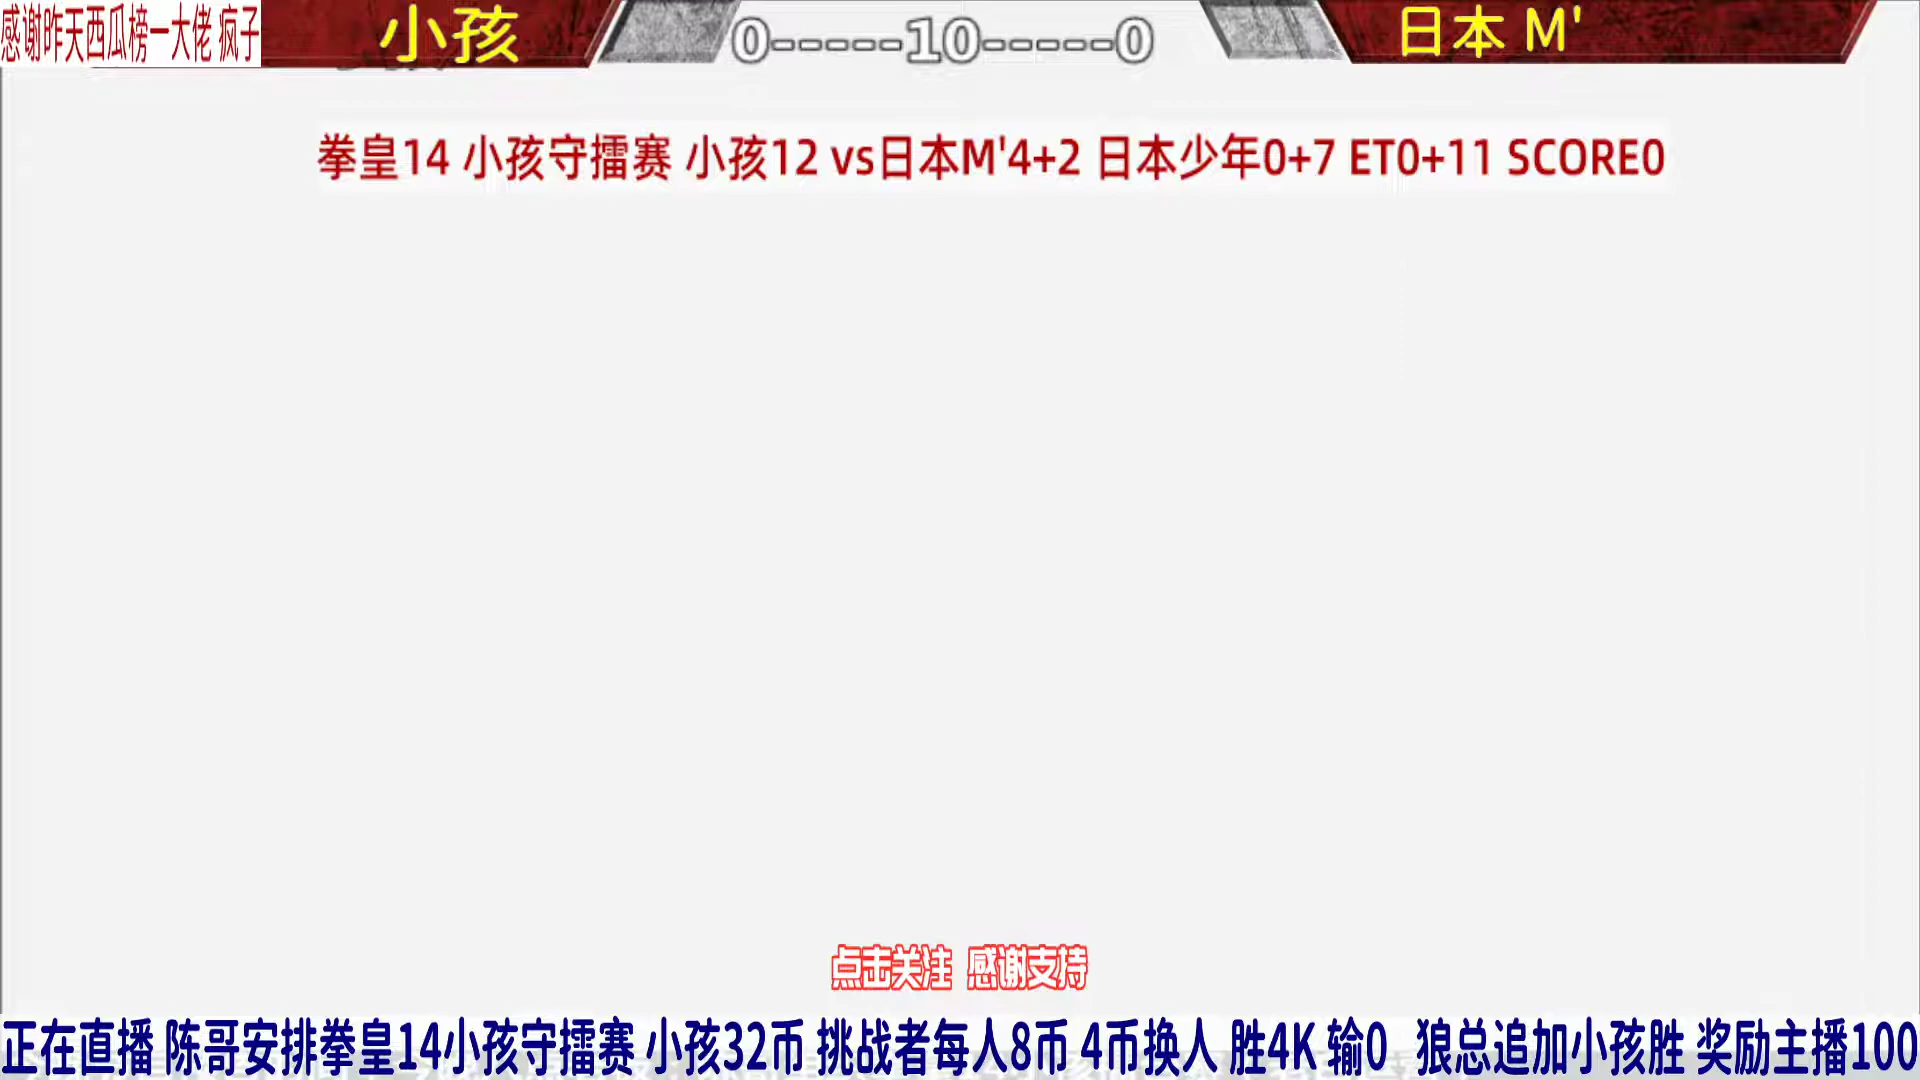 感谢昨天西瓜榜一大佬 疯子
小孩 0-----10-----0 日本 M'
拳皇14 小孩守擂赛 小孩12 vs日本M'4+2 日本少年0+7 ET0+11 SCORE0
点击关注 感谢支持
正在直播 陈哥安排拳皇14小孩守擂赛 小孩32币 挑战者每人8币 4币换人 胜4K 输0 狼总追加小孩胜 奖励主播100